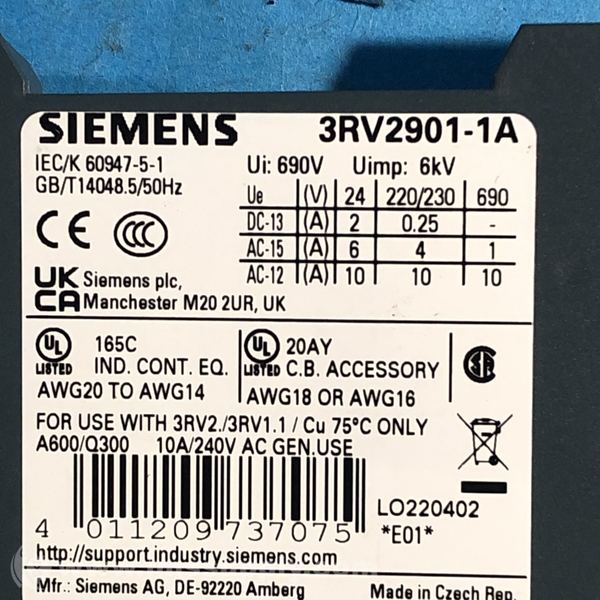 SIEMENS 3RV2901-1A
IEC/K 60947-5-1 Ui: 690V Uimp: 6kV
GB/T14048.5/50Hz
Ue (V) 24 220/230 690
DC-13 (A) 2 0.25 -
AC-15 (A) 6 4 1
AC-12 (A) 10 10 10
CE CCC
UK CA Siemens plc,
Manchester M20 2UR, UK
UL LISTED 165C
IND. CONT. EQ.
AWG20 TO AWG14
UL LISTED 20AY
C.B. ACCESSORY
AWG18 OR AWG16
FOR USE WITH 3RV2./3RV1.1 / Cu 75°C ONLY
A600/Q300 10A/240V AC GEN.USE
LO220402
*E01*
4 011209 737075
http://support.industry.siemens.com
Mfr.: Siemens AG, DE-92220 Amberg Made in Czech Rep.